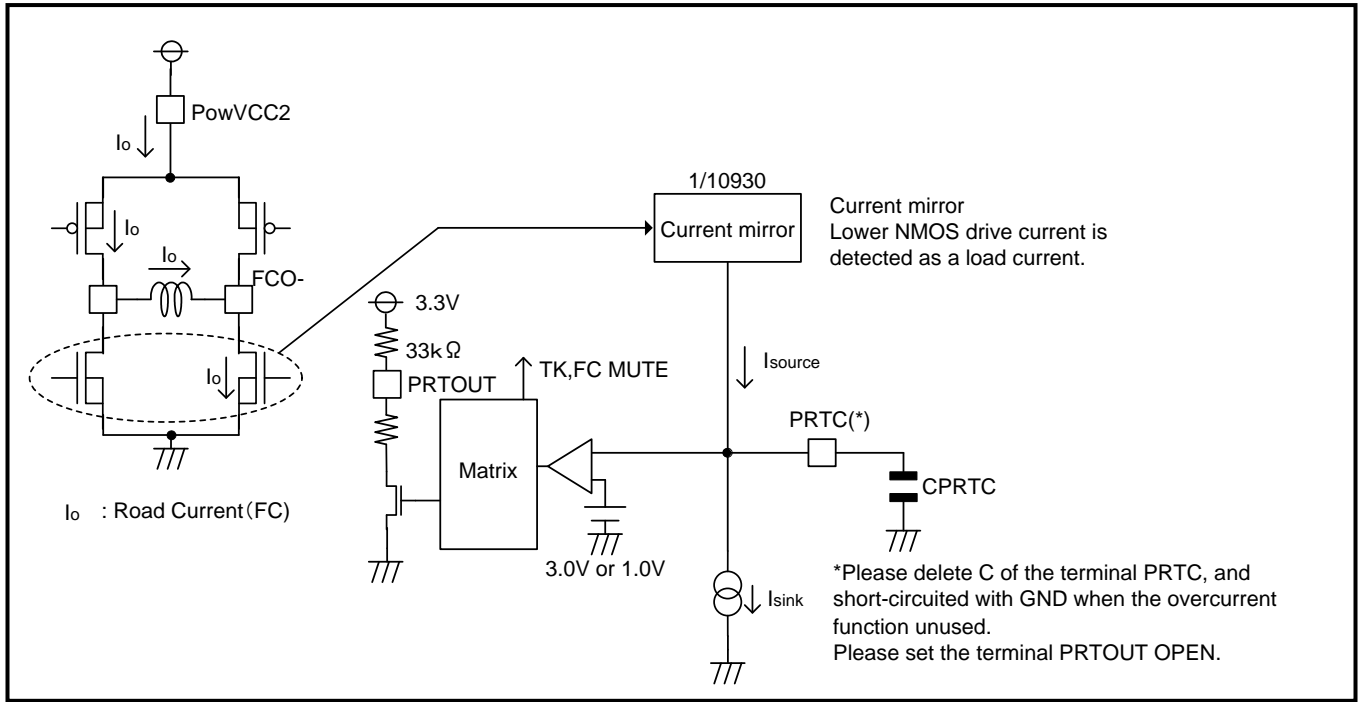 PowVCC2
Io
Io
Io
FCO-
Io
Io : Road Current(FC)
3.3V
33kΩ
PRTOUT
TK,FC MUTE
Matrix
3.0V or 1.0V
1/10930
Current mirror
Current mirror
Lower NMOS drive current is
detected as a load current.
Isource
PRTC(*)
CPRTC
Isink
*Please delete C of the terminal PRTC, and
short-circuited with GND when the overcurrent
function unused.
Please set the terminal PRTOUT OPEN.